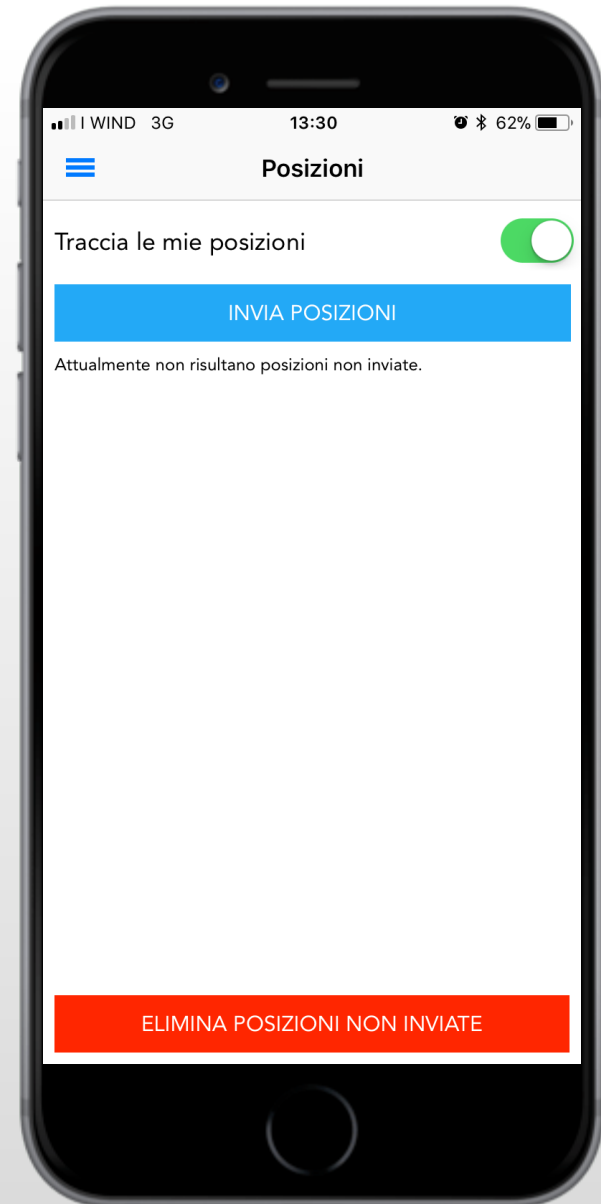 I WIND 3G 13:30 62%
Posizioni
Traccia le mie posizioni
INVIA POSIZIONI
Attualmente non risultano posizioni non inviate.
ELIMINA POSIZIONI NON INVIATE